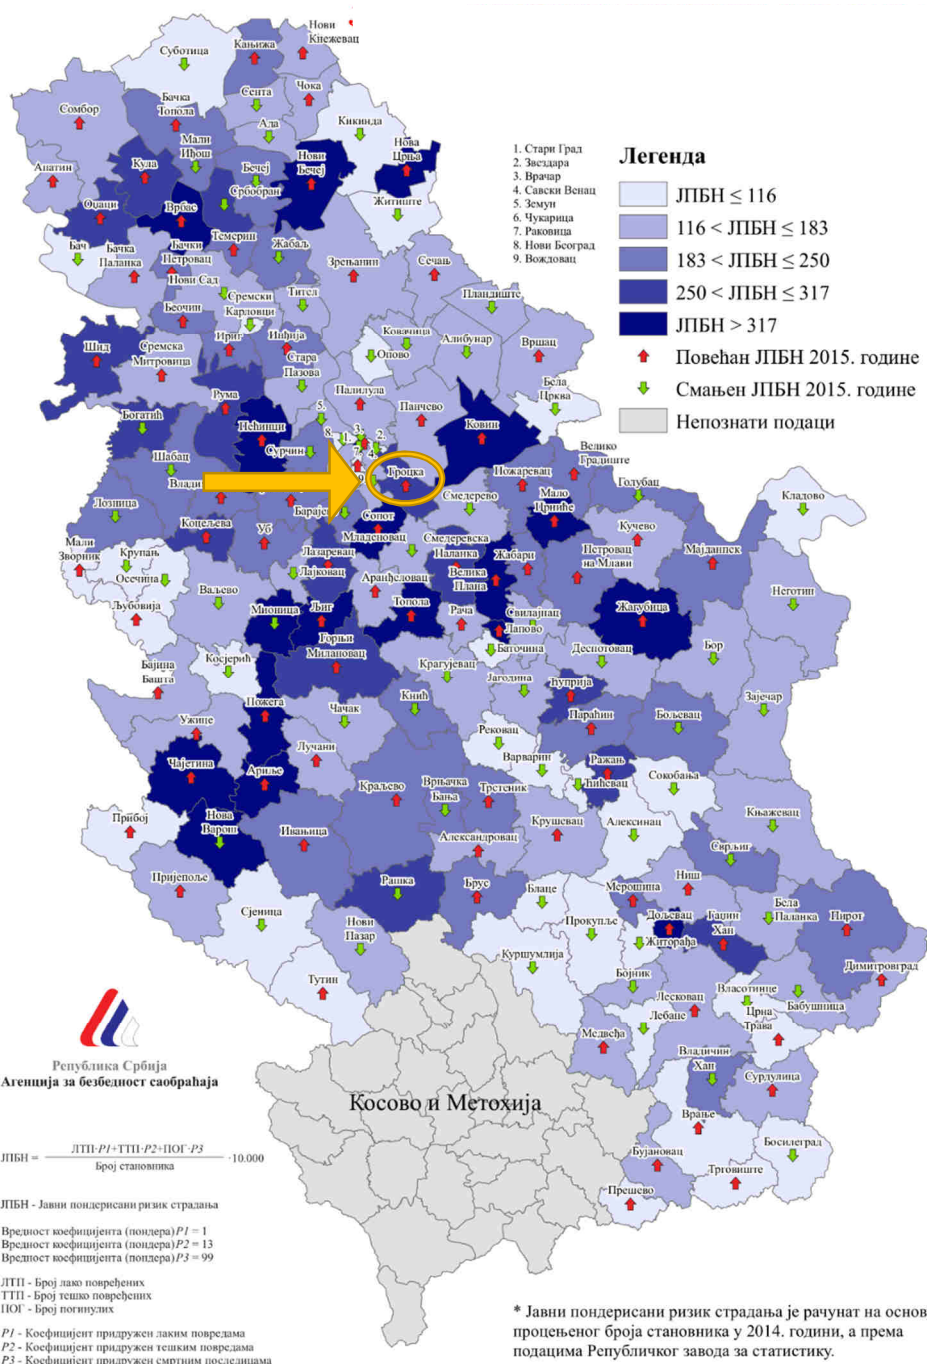 Суботица
Кањижа
Нови
Кнежевац
Сента
Чока
Сомбор
Бачка
Топола
Ада
Кикинда
Мали
Иђош
Нова
Црња
Апатин
Кула
Бечеј
Нови
Бечеј
Србобран
Житиште
Оџаци
Врбас
Бач
Бачка
Паланка
Бачки
Петровац
Темерин
Жабаљ
Зрењанин
Сечањ
Нови Сад
Сремски
Карловци
Тител
Пландиште
Беочин
Ириг
Инђија
Ковачица
Опово
Алибунар
Вршац
Шид
Сремска
Митровица
Стара
Пазова
Рума
Палилула
Панчево
Бела
Црква
Богатић
Пећинци
5.
8.
1.
3.
2.
7.
4.
9.
Сурчин
Ковин
Шабац
Влади
Гроцка
Пожаревац
Велико
Градиште
Голубац
Кладово
Лозница
Барајево
Сопот
Смедерево
Мало
Црниће
Коцељева
Уб
Младеновац
Смедеревска
Паланка
Кучево
Мали
Зворник
Крупањ
Осечина
Лазаревац
Лајковац
Жабари
Петровац
на Млави
Мајданпек
Љубовија
Ваљево
Аранђеловац
Велика
Плана
Мионица
Љиг
Топола
Рача
Свилајнац
Жагубица
Неготин
Лапово
Баточина
Косјерић
Горњи
Милановац
Деспотовац
Бор
Бајина
Башта
Крагујевац
Јагодина
Ћуприја
Зајечар
Пожега
Чачак
Кнић
Параћин
Бољевац
Ужице
Лучани
Рековац
Варварин
Ражањ
Чајетина
Ариље
Ћићевац
Сокобања
Краљево
Врњачка
Бања
Трстеник
Прибој
Нова
Варош
Ивањица
Крушевац
Алексинац
Књажевац
Александровац
Сврљиг
Пријепоље
Рашка
Брус
Блаце
Мерошина
Ниш
Сјеница
Нови
Пазар
Прокупље
Дољевац
Гаџин
Хан
Бела
Паланка
Пирот
Житорађа
Куршумлија
Тутин
Бојник
Димитровград
Лесковац
Власотинце
Бабушница
Лебане
Црна
Трава
Медвеђа
Владичин
Хан
Сурдулица
Косово и Метохија
Врање
Босилеград
Бујановац
Трговиште
Прешево
1. Стари Град
2. Звездара
3. Врачар
4. Савски Венац
5. Земун
6. Чукарица
7. Раковица
8. Нови Београд
9. Вождовац
Легенда
ЈПБН ≤ 116
116 < ЈПБН ≤ 183
183 < ЈПБН ≤ 250
250 < ЈПБН ≤ 317
ЈПБН > 317
Повећан ЈПБН 2015. године
Смањен ЈПБН 2015. године
Непознати подаци
Република Србија
Агенција за безбедност саобраћаја
ЈПБН = ЛТП·P1+ТТП·P2+ПОГ·P3 ·10.000
Број становника
ЈПБН - Јавни пондерисани ризик страдања
Вредност коефицијента (пондера) P1 = 1
Вредност коефицијента (пондера) P2 = 13
Вредност коефицијента (пондера) P3 = 99
ЛТП - Број лако повређених
ТТП - Број тешко повређених
ПОГ - Број погинулих
P1 - Коефицијент придружен лаким повредама
P2 - Коефицијент придружен тешким повредама
P3 - Коефицијент придружен смртним последицама
* Јавни пондерисани ризик страдања је рачунат на основ
процењеног броја становника у 2014. години, а према
подацима Републичког завода за статистику.